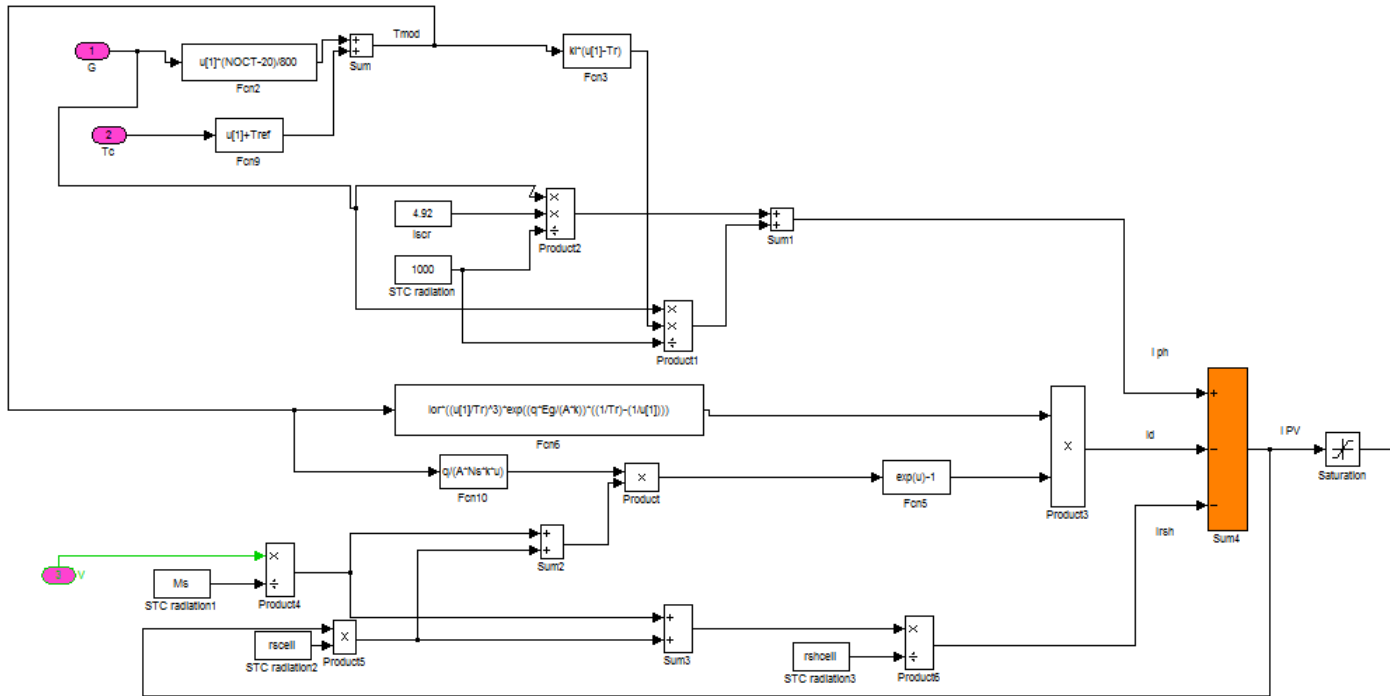 1
G
u[1]*(NOCT-20)/800
Fcn2
+
+
Sum
Tmod
kI*(u[1]-Tr)
Fcn3
2
Tc
u[1]+Tref
Fcn9
4.92
Iscr
×
×
÷
Product2
1000
STC radiation
+
+
Sum1
×
×
÷
Product1
I ph
Ior*((u[1]/Tr)^3)*exp((q*Eg/(A*k))*((1/Tr)-(1/u[1])))
Fcn6
q/(A*Ns*k*u)
Fcn10
×
Product
exp(u)-1
Fcn5
×
Product3
Id
+
−
−
Sum4
I PV
Saturation
Irsh
V
Ms
STC radiation1
×
÷
Product4
+
+
Sum2
rscell
STC radiation2
×
Product5
+
+
Sum3
rshcell
STC radiation3
×
÷
Product6